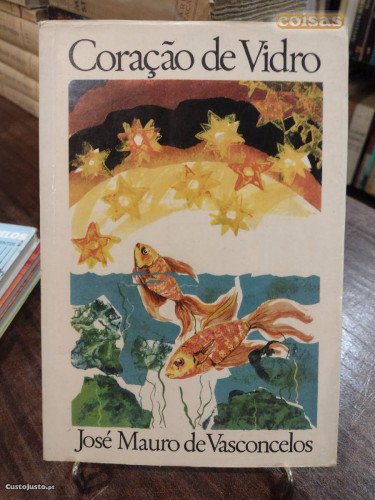 coisas
Coração de Vidro
José Mauro de Vasconcelos
CustoJusto.pt